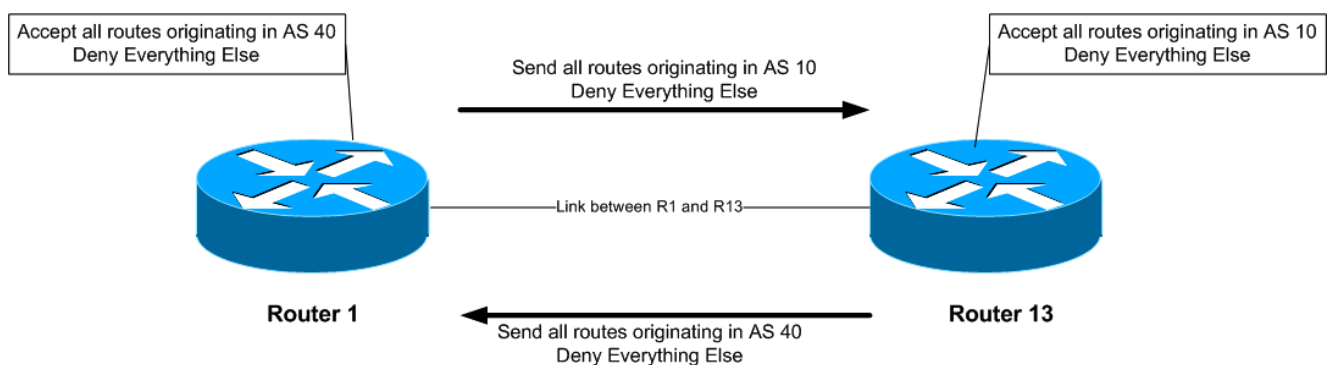 Accept all routes originating in AS 40
Deny Everything Else
Accept all routes originating in AS 10
Deny Everything Else
Send all routes originating in AS 10
Deny Everything Else
Link between R1 and R13
Router 1
Router 13
Send all routes originating in AS 40
Deny Everything Else